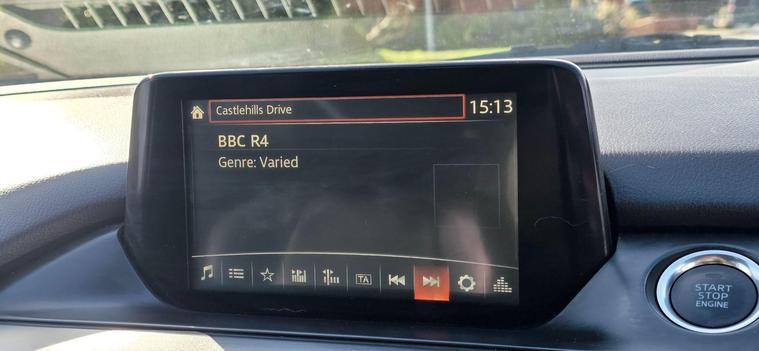 Castlehills Drive
15:13
BBC R4
Genre: Varied
TA
START
STOP
ENGINE